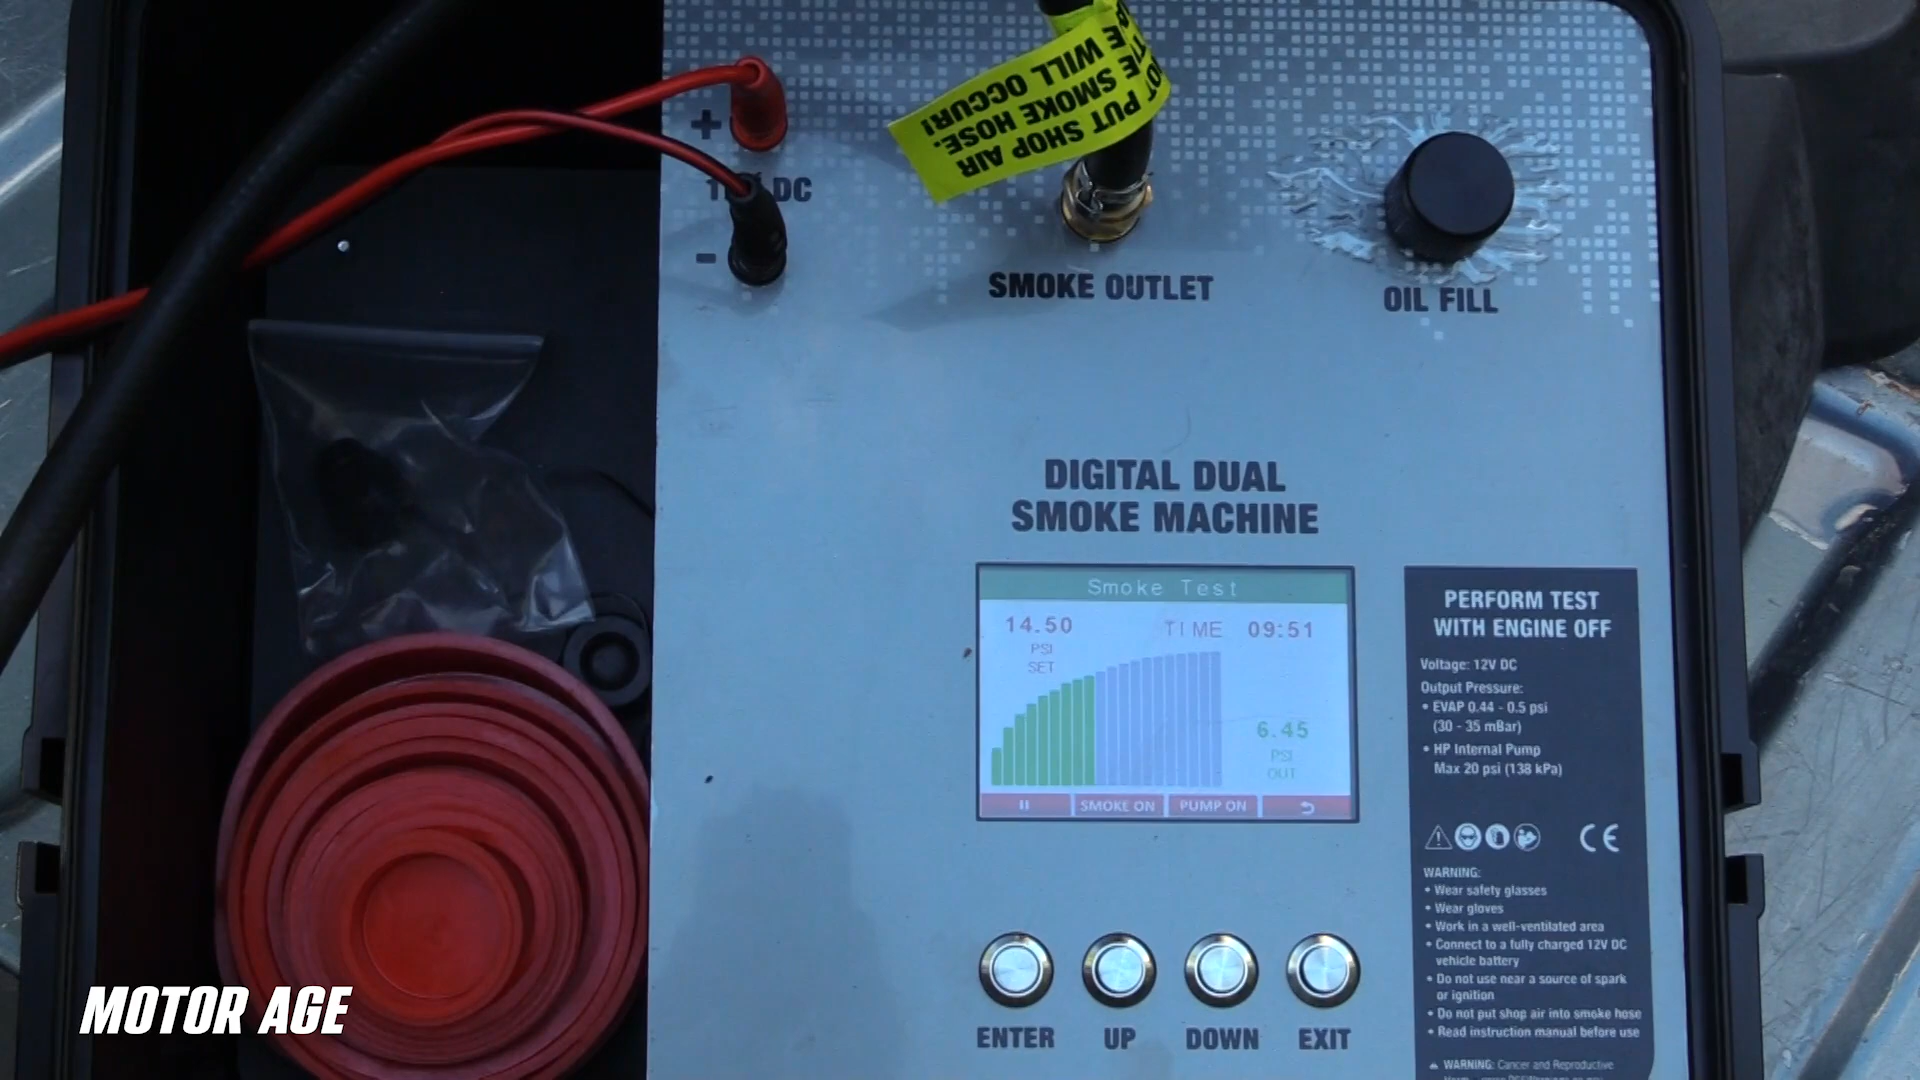 WILL OCCUR!
SMOKE HOSE.
PUT SHOP AIR
+
DC
-
SMOKE OUTLET
OIL FILL
DIGITAL DUAL
SMOKE MACHINE
Smoke Test
14.50
PSI
SET
TIME 09:51
6.45
PSI
OUT
SMOKE ON
PUMP ON
ENTER
UP
DOWN
EXIT
PERFORM TEST
WITH ENGINE OFF
Voltage: 12V DC
Output Pressure:
• EVAP 0.44 - 0.5 psi
(30 - 35 mBar)
• HP Internal Pump
Max 20 psi (138 kPa)
CE
WARNING:
• Wear safety glasses
• Wear gloves
• Work in a well-ventilated area
• Connect to a fully charged 12V DC
vehicle battery
• Do not use near a source of spark
or ignition
• Do not put shop air into smoke hose
• Read instruction manual before use
WARNING: Cancer and Reproductive
MOTOR AGE